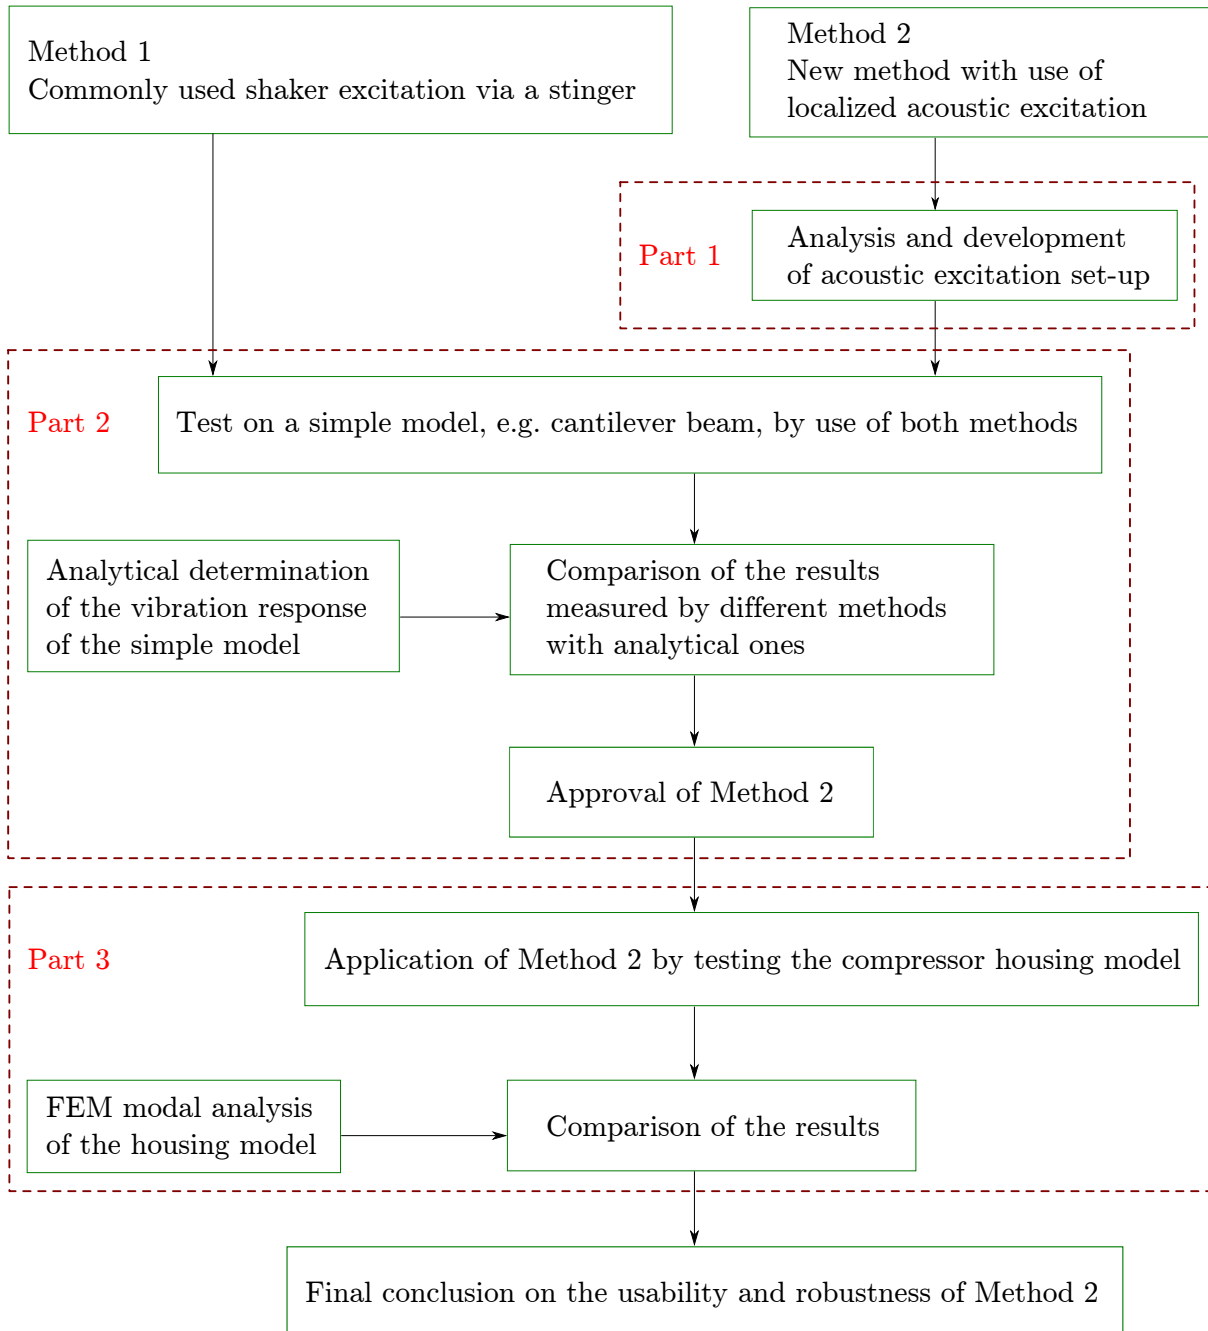 Method 1
Commonly used shaker excitation via a stinger
Method 2
New method with use of
localized acoustic excitation
Part 1
Analysis and development
of acoustic excitation set-up
Part 2
Test on a simple model, e.g. cantilever beam, by use of both methods
Analytical determination
of the vibration response
of the simple model
Comparison of the results
measured by different methods
with analytical ones
Approval of Method 2
Part 3
Application of Method 2 by testing the compressor housing model
FEM modal analysis
of the housing model
Comparison of the results
Final conclusion on the usability and robustness of Method 2